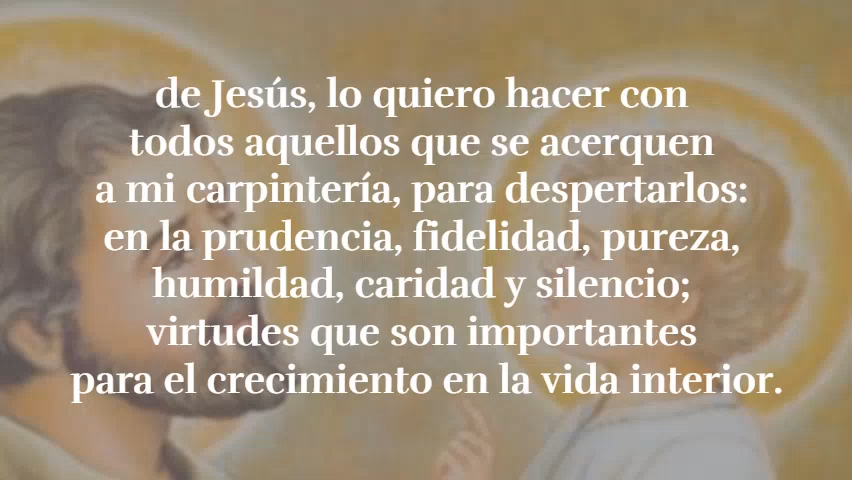 de Jesús, lo quiero hacer con
todos aquellos que se acerquen
a mi carpintería, para despertarlos:
en la prudencia, fidelidad, pureza,
humildad, caridad y silencio;
virtudes que son importantes
para el crecimiento en la vida interior.